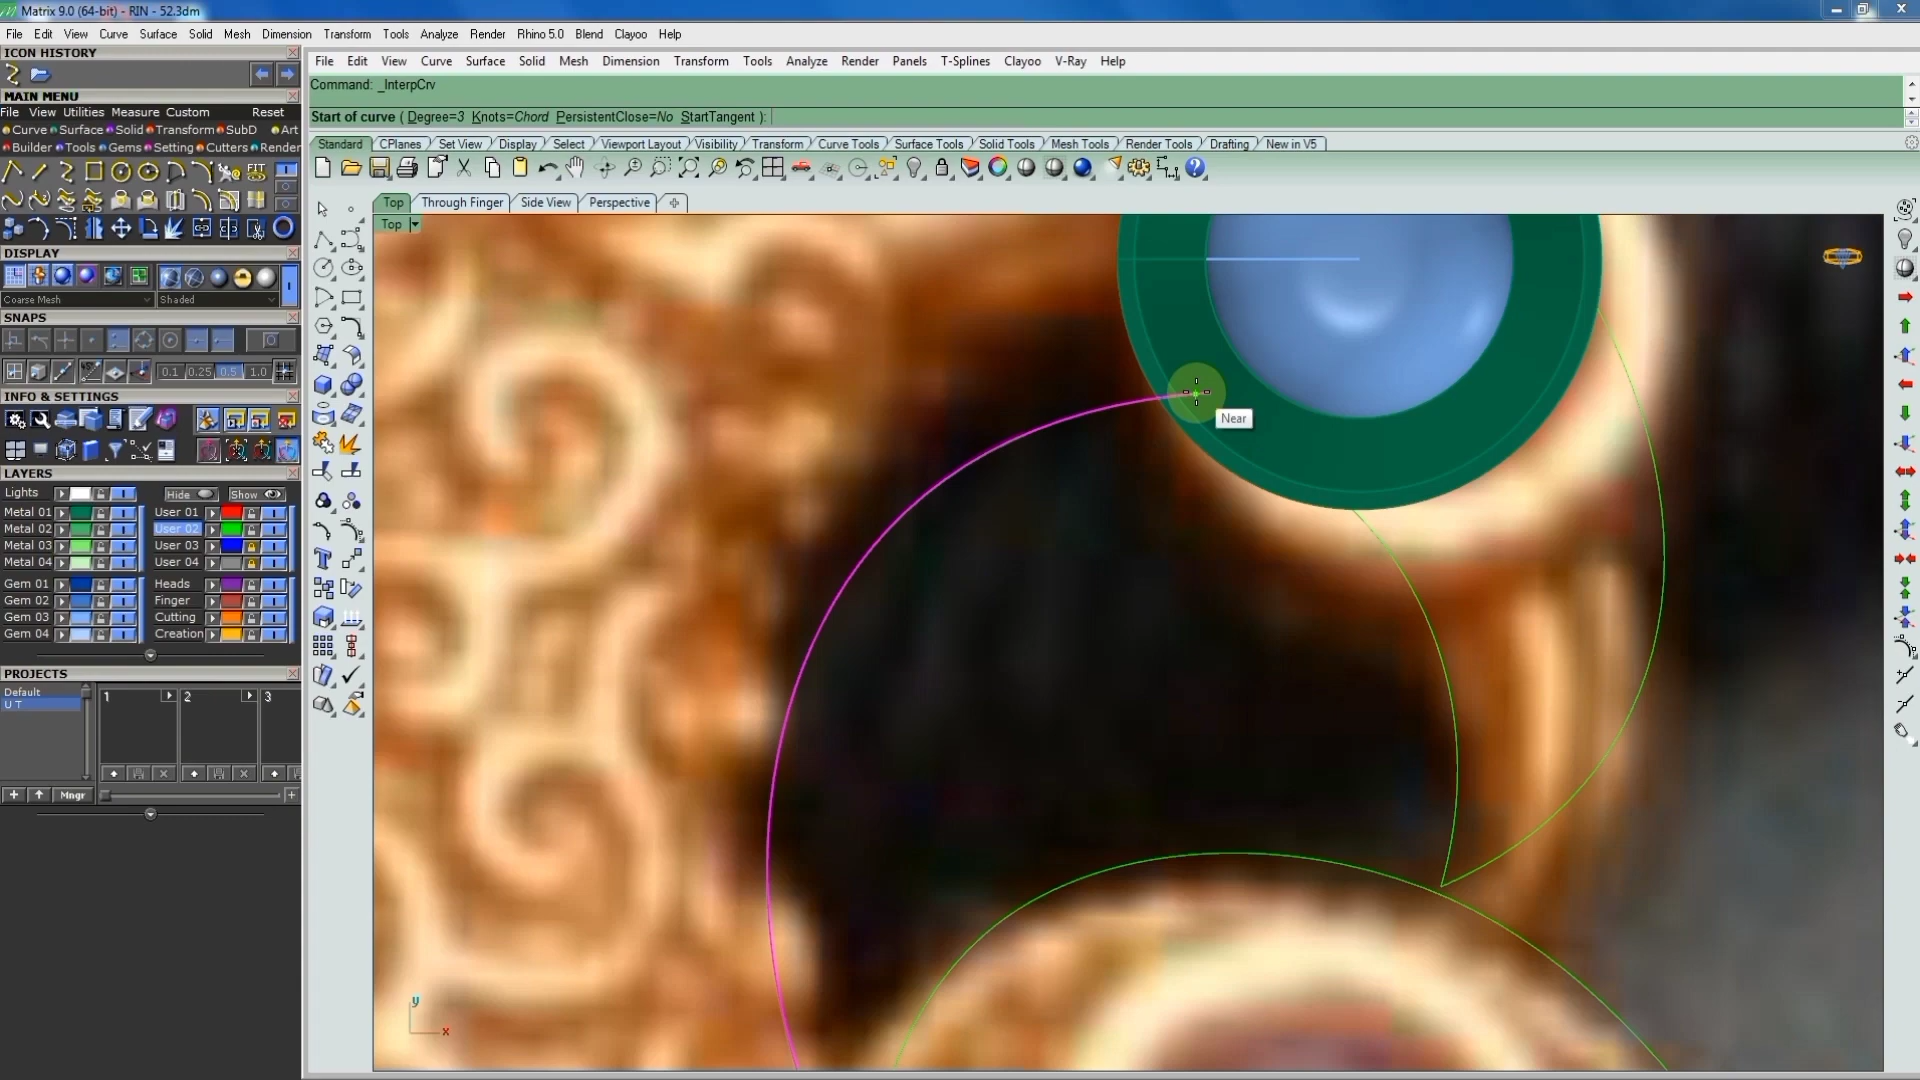 Matrix 9.0 (64-bit) - RIN - 52.3dm
File Edit View Curve Surface Solid Mesh Dimension Transform Tools Analyze Render Rhino 5.0 Blend Clayoo Help
ICON HISTORY
MAIN MENU
File View Utilities Measure Custom Reset
Curve Surface Solid Transform SubD Art
Builder Tools Gems Setting Cutters Render
DISPLAY
Coarse Mesh Shaded
SNAPS
0.1 0.25 0.5 1.0
INFO & SETTINGS
LAYERS
Lights Hide Show
Metal 01 User 01
Metal 02 User 02
Metal 03 User 03
Metal 04 User 04
Gem 01 Heads
Gem 02 Finger
Gem 03 Cutting
Gem 04 Creation
PROJECTS
Default
U T
1 2 3
Mngr
File Edit View Curve Surface Solid Mesh Dimension Transform Tools Analyze Render Panels T-Splines Clayoo V-Ray Help
Command: _InterpCrv
Start of curve ( Degree=3 Knots=Chord PersistentClose=No StartTangent ):
Standard CPlanes Set View Display Select Viewport Layout Visibility Transform Curve Tools Surface Tools Solid Tools Mesh Tools Render Tools Drafting New in V5
Top Through Finger Side View Perspective
Top
Near
y
x